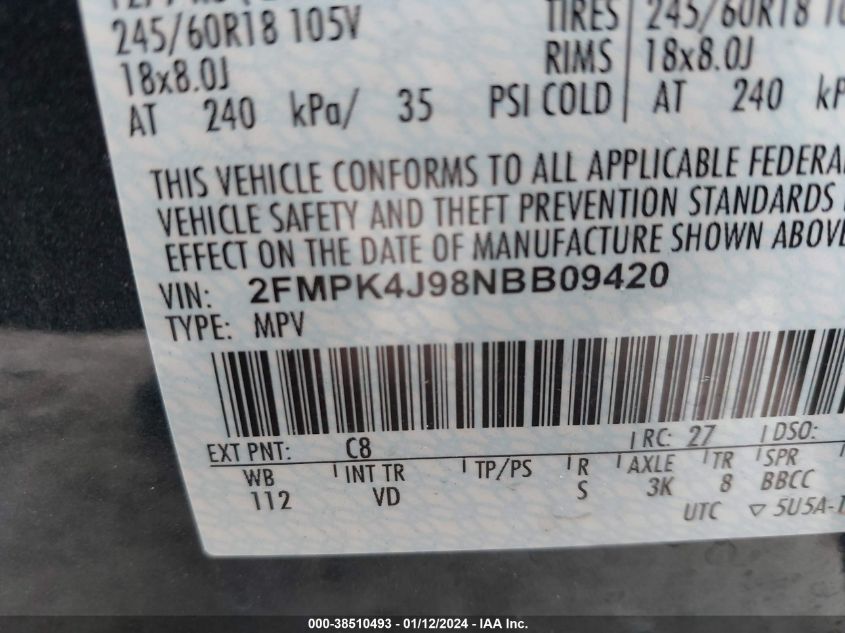 245/60R18 105V TIRES 245/60R18
18x8.0J RIMS 18x8.0J
AT 240 kPa/ 35 PSI COLD AT 240
THIS VEHICLE CONFORMS TO ALL APPLICABLE FEDERA
VEHICLE SAFETY AND THEFT PREVENTION STANDARDS
EFFECT ON THE DATE OF MANUFACTURE SHOWN ABOVE
VIN: 2FMPK4J98NBB09420
TYPE: MPV
EXT PNT: C8 RC: 27 DSO:
WB INT TR TP/PS R AXLE TR SPR
112 VD S 3K 8 BBCC
UTC ▽ 5U5A-1
000-38510493 - 01/12/2024 - IAA Inc.